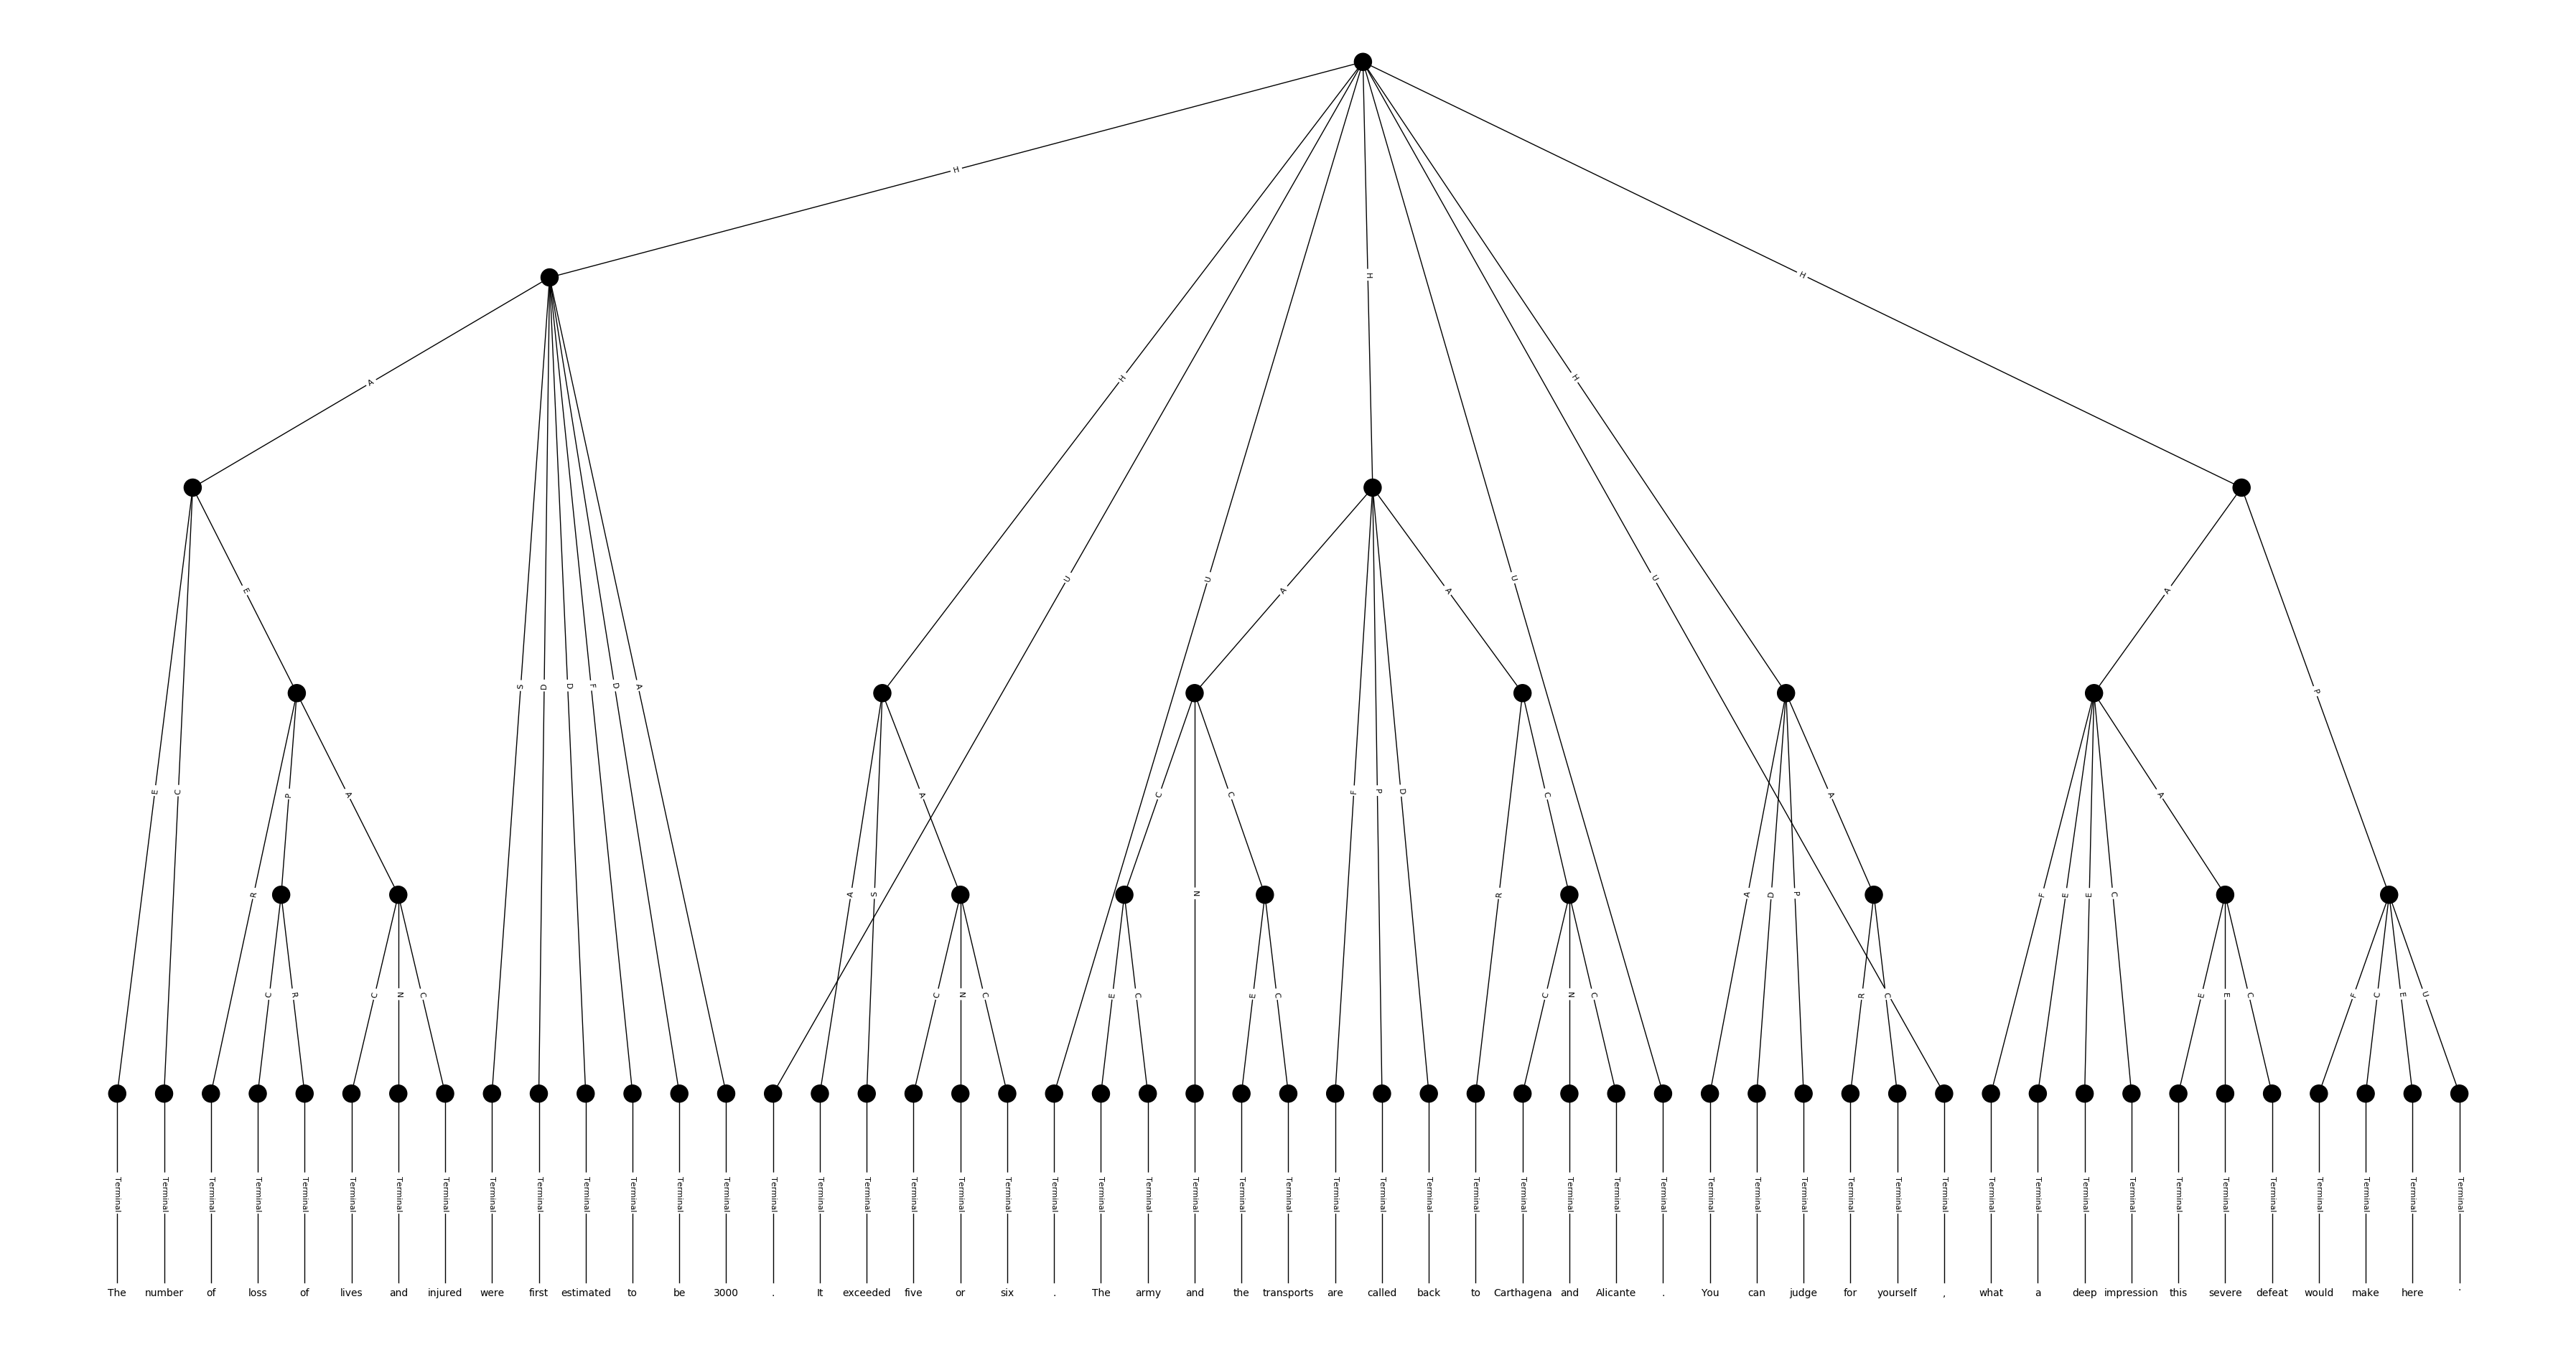 H
H
H
H
A
H
H
U
U
U
U
E
A
A
A
S
D
D
F
D
A
P
E
C
P
A
A
C
C
F
P
D
C
A
A
R
A
S
N
R
A
D
P
F
E
E
C
C
R
C
N
C
C
N
C
E
C
E
C
C
N
C
R
C
E
E
C
F
C
E
U
Terminal Terminal Terminal Terminal Terminal Terminal Terminal Terminal Terminal Terminal Terminal Terminal Terminal Terminal Terminal Terminal Terminal Terminal Terminal Terminal Terminal Terminal Terminal Terminal Terminal Terminal Terminal Terminal Terminal Terminal Terminal Terminal Terminal Terminal Terminal Terminal Terminal Terminal Terminal Terminal Terminal Terminal Terminal Terminal Terminal Terminal Terminal Terminal Terminal Terminal Terminal
The number of loss of lives and injured were first estimated to be 3000 . It exceeded five or six . The army and the transports are called back to Carthagena and Alicante . You can judge for yourself , what a deep impression this severe defeat would make here .